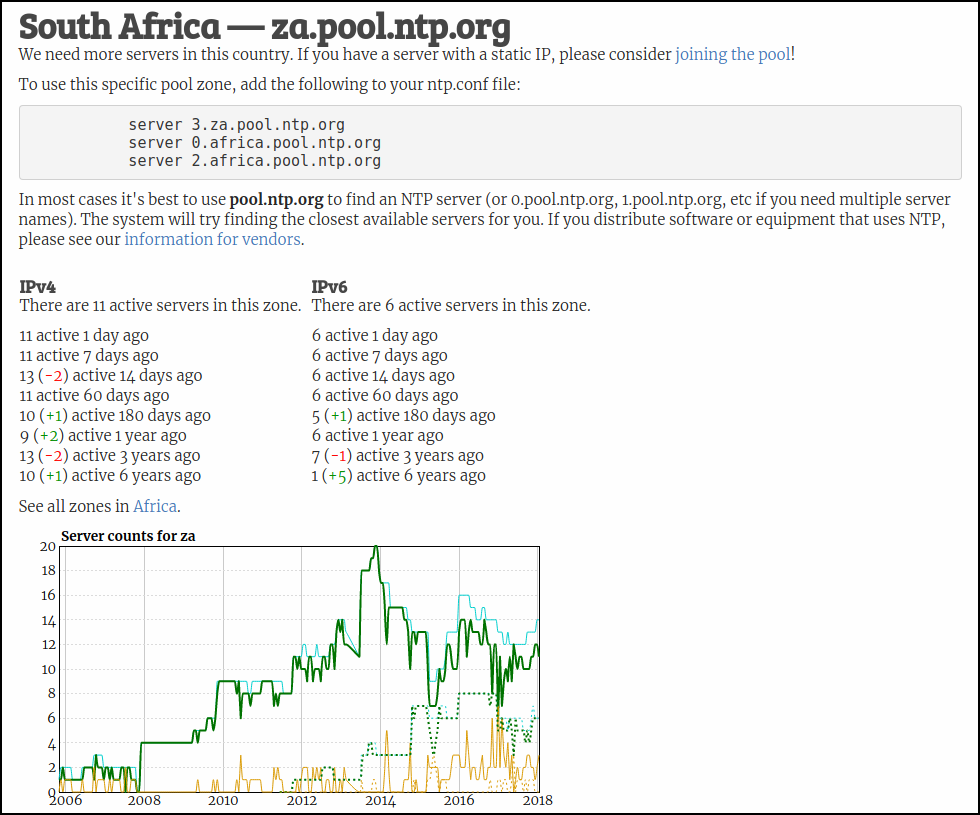 South Africa — za.pool.ntp.org
We need more servers in this country. If you have a server with a static IP, please consider joining the pool!
To use this specific pool zone, add the following to your ntp.conf file:
server 3.za.pool.ntp.org
server 0.africa.pool.ntp.org
server 2.africa.pool.ntp.org
In most cases it's best to use pool.ntp.org to find an NTP server (or 0.pool.ntp.org, 1.pool.ntp.org, etc if you need multiple server
names). The system will try finding the closest available servers for you. If you distribute software or equipment that uses NTP,
please see our information for vendors.
IPv4
There are 11 active servers in this zone.
11 active 1 day ago
11 active 7 days ago
13 (-2) active 14 days ago
11 active 60 days ago
10 (+1) active 180 days ago
9 (+2) active 1 year ago
13 (-2) active 3 years ago
10 (+1) active 6 years ago
IPv6
There are 6 active servers in this zone.
6 active 1 day ago
6 active 7 days ago
6 active 14 days ago
6 active 60 days ago
5 (+1) active 180 days ago
6 active 1 year ago
7 (-1) active 3 years ago
1 (+5) active 6 years ago
See all zones in Africa.
Server counts for za
20
18
16
14
12
10
8
6
4
2
0
2006 2008 2010 2012 2014 2016 2018